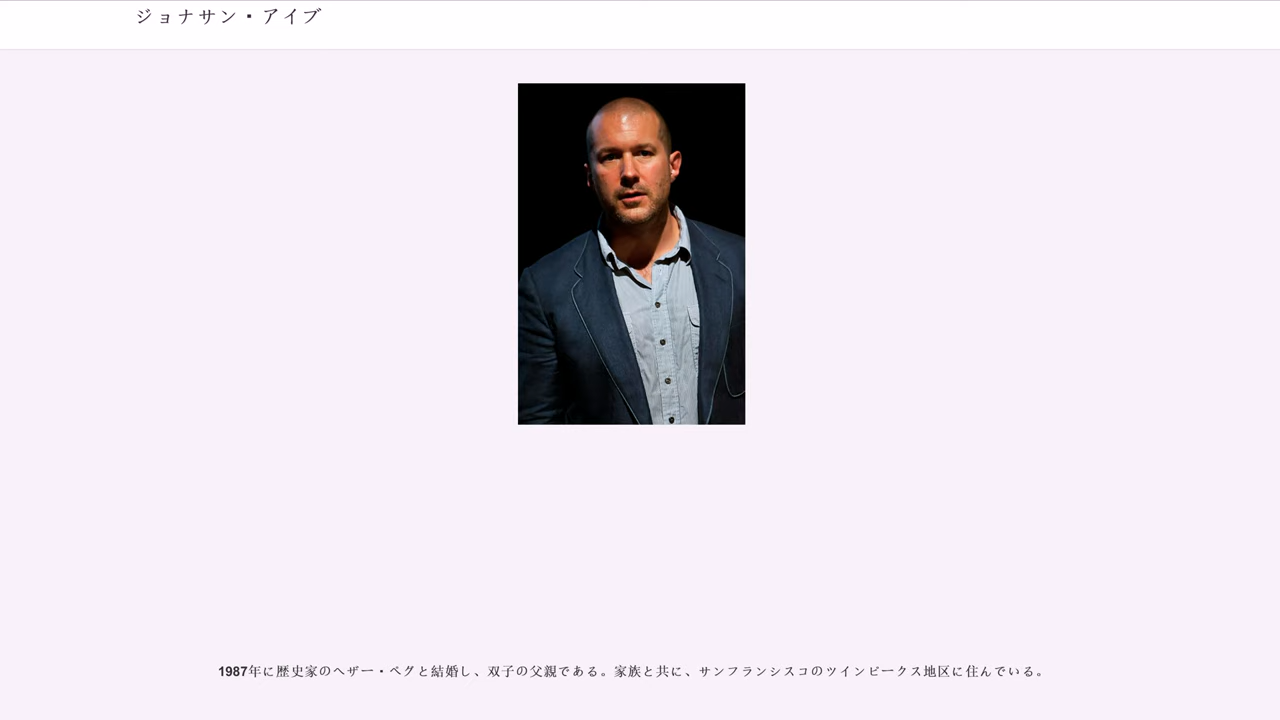 ジョナサン・アイブ
1987年に歴史家のヘザー・ペグと結婚し、双子の父親である。家族と共に、サンフランシスコのツインピークス地区に住んでいる。